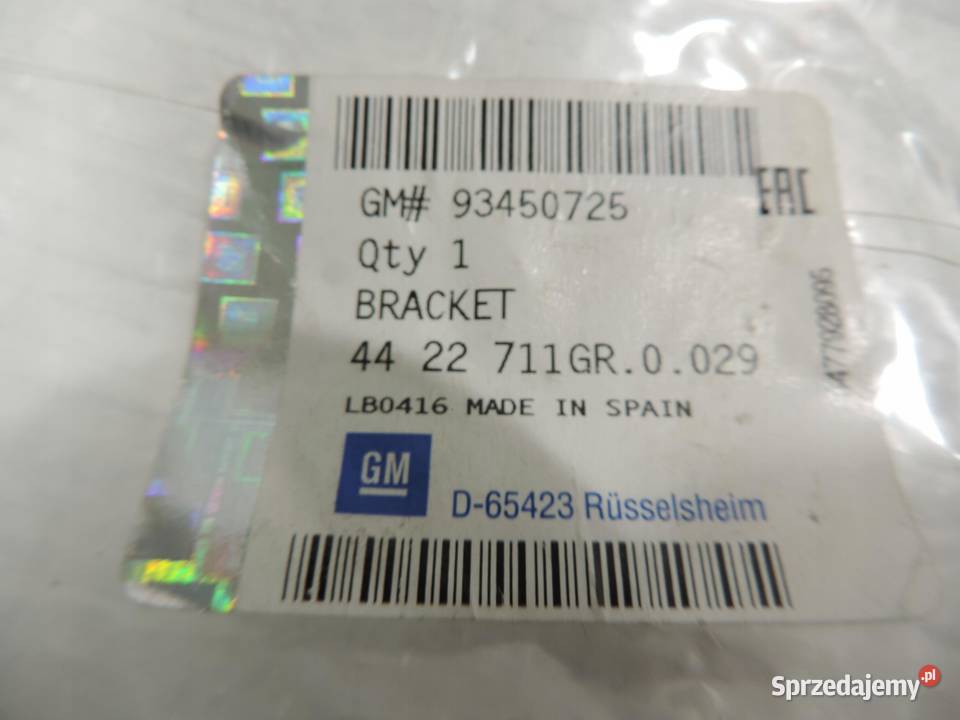 GM# 93450725
EAC
Qty 1
BRACKET
44 22 711GR.0.029
LB0416 MADE IN SPAIN
GM
D-65423 Rüsselsheim
Sprzedajemy.pl